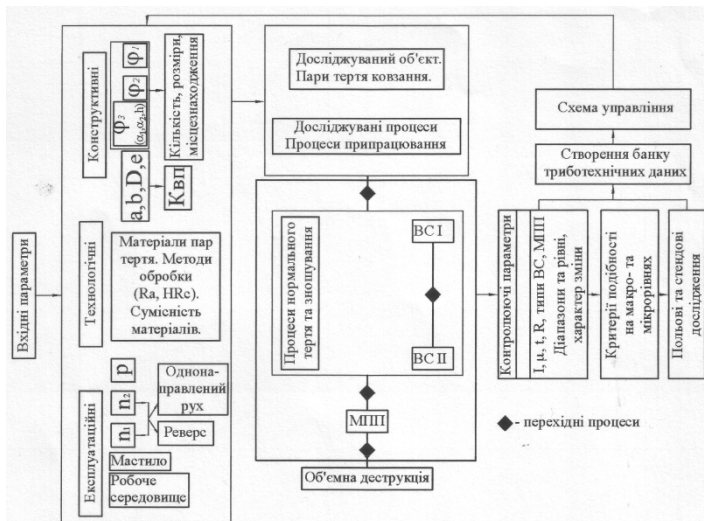 Вхідні параметри
Конструктивні
φ₃
(α₁,α₂,h)
φ₂
φ₁
Кількість, розміри,
місцезнаходження
a,b,D,e
Квп
Технологічні
Матеріали пар
тертя. Методи
обробки
(Ra, HRc).
Сумісність
матеріалів.
Експлуатаційні
n₁
n₂
p
Однона-
правлений
рух
Реверс
Мастило
Робоче
середовище
Досліджуваний об'єкт.
Пари тертя ковзання.
Досліджувані процеси
Процеси припрацювання
Процеси нормального
тертя та зношування
ВС I
ВС II
МПП
Об'ємна деструкція
Контролюючі параметри
I, μ, t, R, типи ВС, МПП
Діапазони та рівні,
характер зміни
Критерії подібності
на макро- та
мікрорівнях
Польові та стендові
дослідження
Створення банку
триботехнічних даних
Схема управління
- перехідні процеси